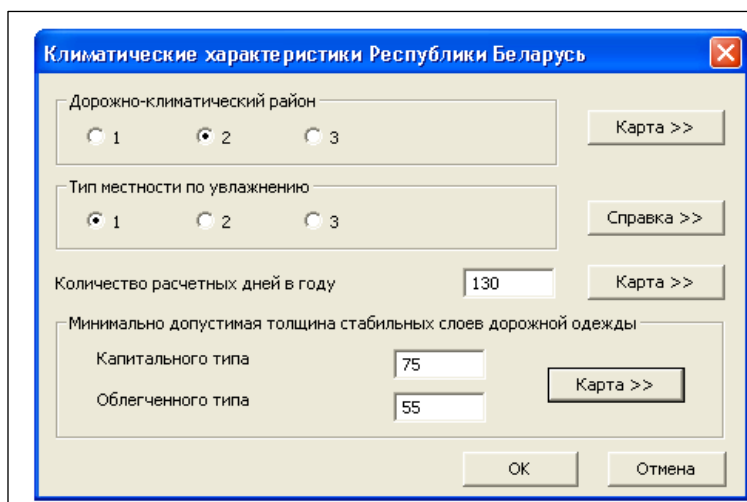 Климатические характеристики Республики Беларусь
Дорожно-климатический район
1 2 3
Карта >>
Тип местности по увлажнению
1 2 3
Справка >>
Количество расчетных дней в году 130 Карта >>
Минимально допустимая толщина стабильных слоев дорожной одежды
Капитального типа 75
Карта >>
Облегченного типа 55
ОК Отмена